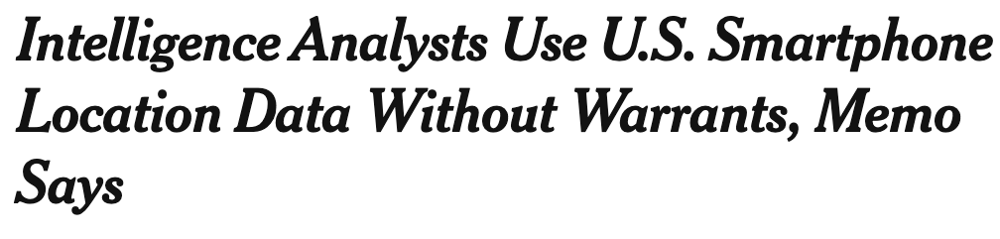 Intelligence Analysts Use U.S. Smartphone
Location Data Without Warrants, Memo
Says